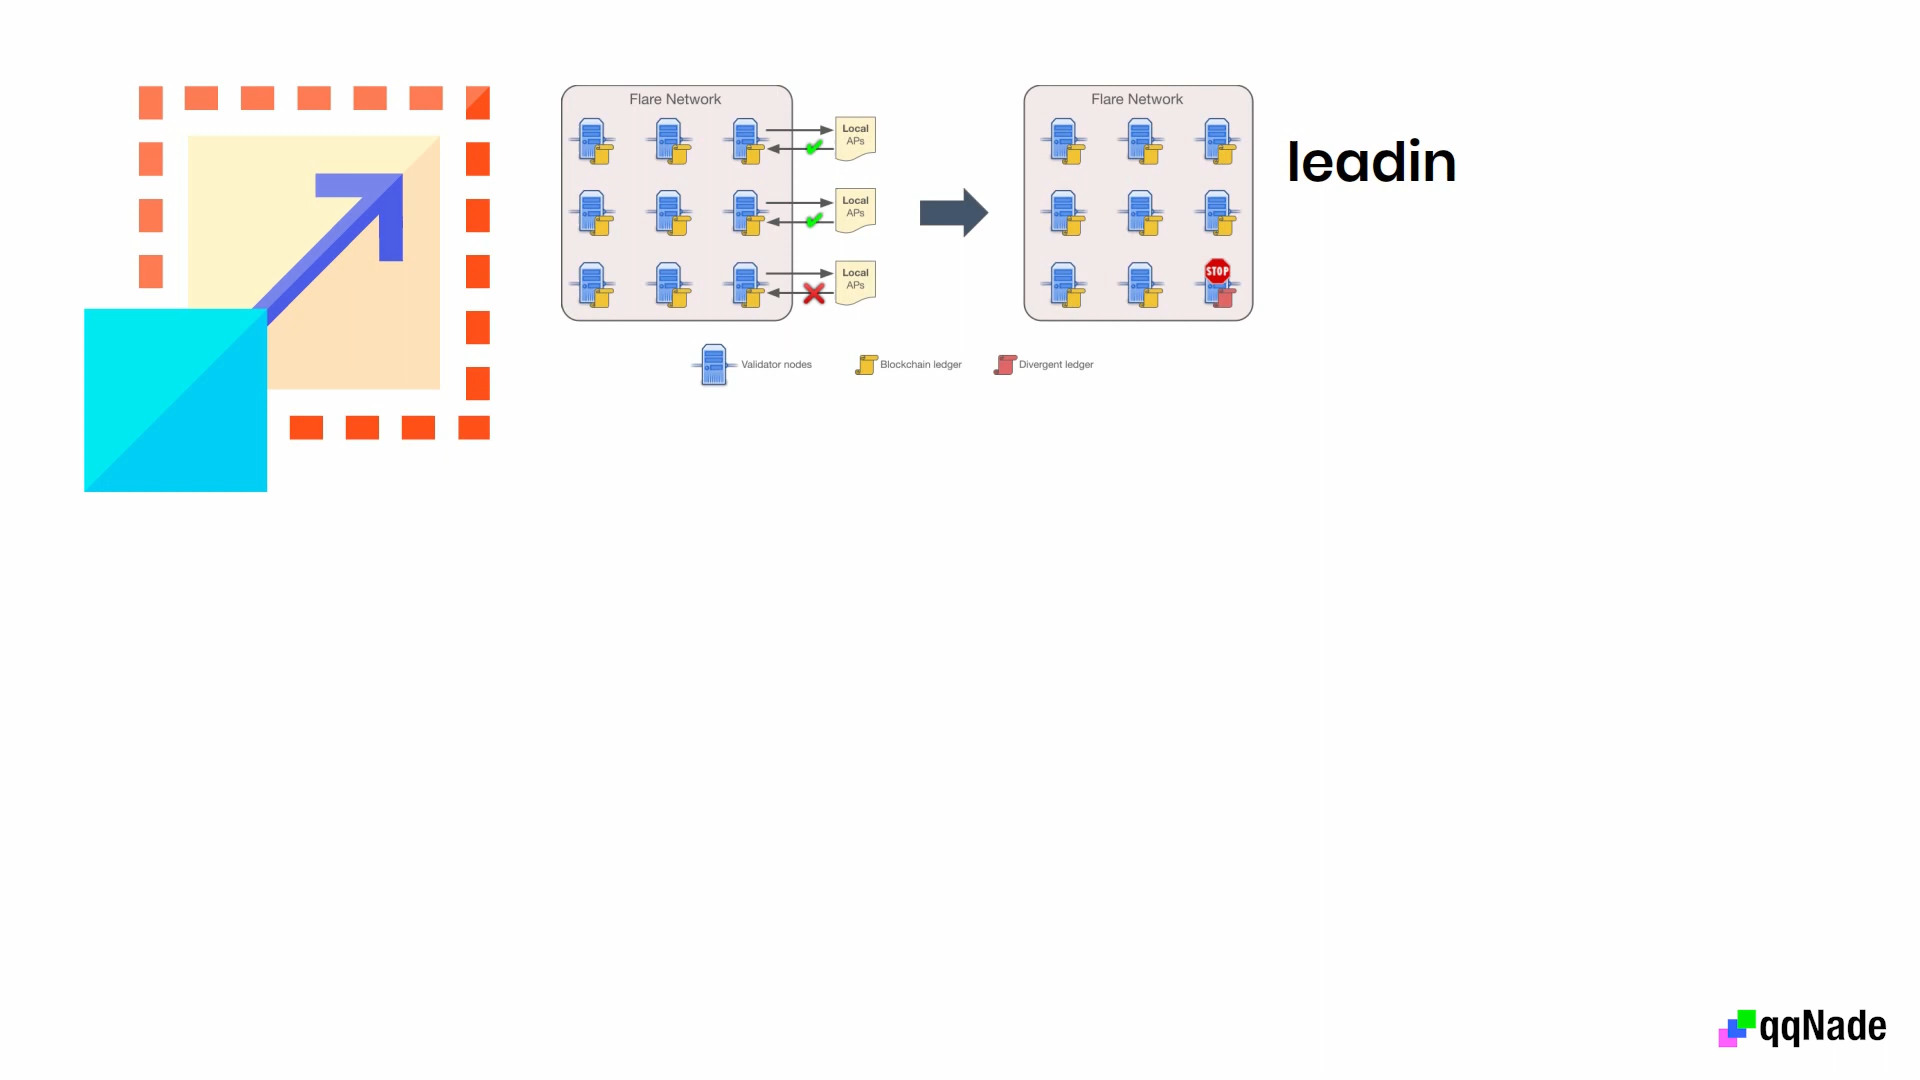 Flare Network
Local
APs
Local
APs
Local
APs
Flare Network
STOP
leadin
Validator nodes
Blockchain ledger
Divergent ledger
qqNade